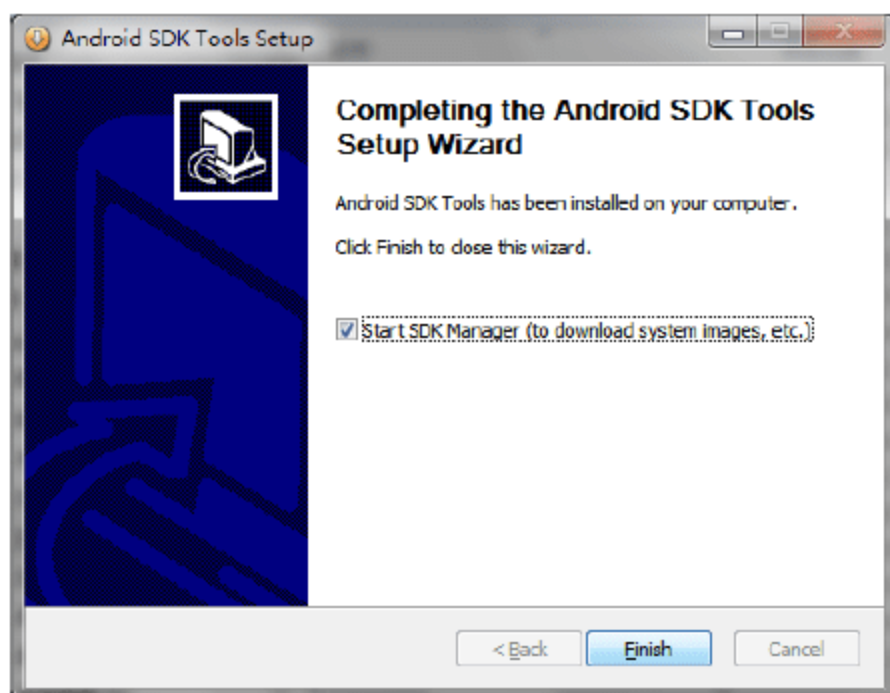 Android SDK Tools Setup
Completing the Android SDK Tools
Setup Wizard
Android SDK Tools has been installed on your computer.
Click Finish to close this wizard.
Start SDK Manager (to download system images, etc.)
< Back
Finish
Cancel